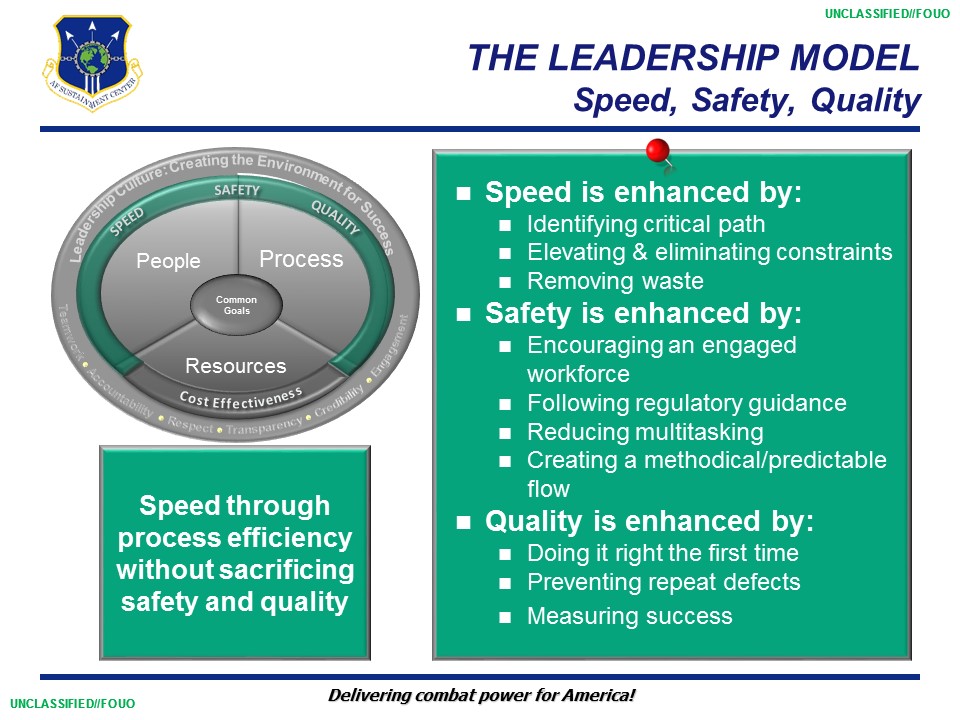 UNCLASSIFIED//FOUO
AF SUSTAINMENT CENTER
THE LEADERSHIP MODEL
Speed, Safety, Quality
Leadership Culture: Creating the Environment for Success
SPEED
SAFETY
QUALITY
People
Process
Common
Goals
Resources
Cost Effectiveness
Teamwork • Accountability • Respect • Transparency • Credibility • Engagement
Speed through
process efficiency
without sacrificing
safety and quality
■ Speed is enhanced by:
■ Identifying critical path
■ Elevating & eliminating constraints
■ Removing waste
■ Safety is enhanced by:
■ Encouraging an engaged
workforce
■ Following regulatory guidance
■ Reducing multitasking
■ Creating a methodical/predictable
flow
■ Quality is enhanced by:
■ Doing it right the first time
■ Preventing repeat defects
■ Measuring success
Delivering combat power for America!
UNCLASSIFIED//FOUO